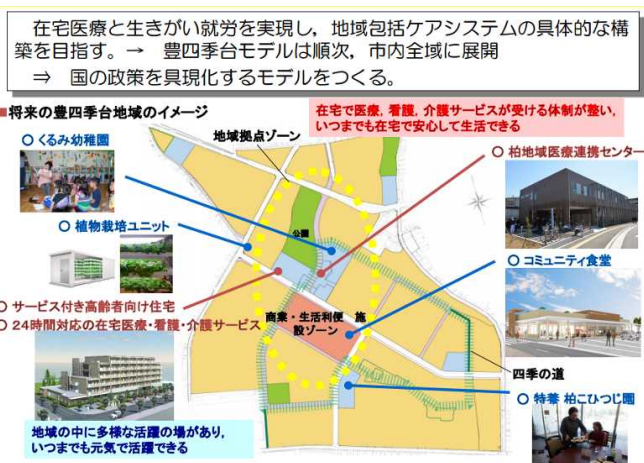 在宅医療と生きがい就労を実現し，地域包括ケアシステムの具体的な構
築を目指す。→　豊四季台モデルは順次，市内全域に展開
⇒　国の政策を具現化するモデルをつくる。
■将来の豊四季台地域のイメージ
在宅で医療，看護，介護サービスが受ける体制が整い，
いつまでも在宅で安心して生活できる
○ くるみ幼稚園
地域拠点ゾーン
○ 柏地域医療連携センター
○ 植物栽培ユニット
公園
○ コミュニティ食堂
○ サービス付き高齢者向け住宅
○ 24時間対応の在宅医療・看護・介護サービス
商業・生活利便　施
設ゾーン
四季の道
○ 特養 柏こひつじ園
地域の中に多様な活躍の場があり，
いつまでも元気で活躍できる